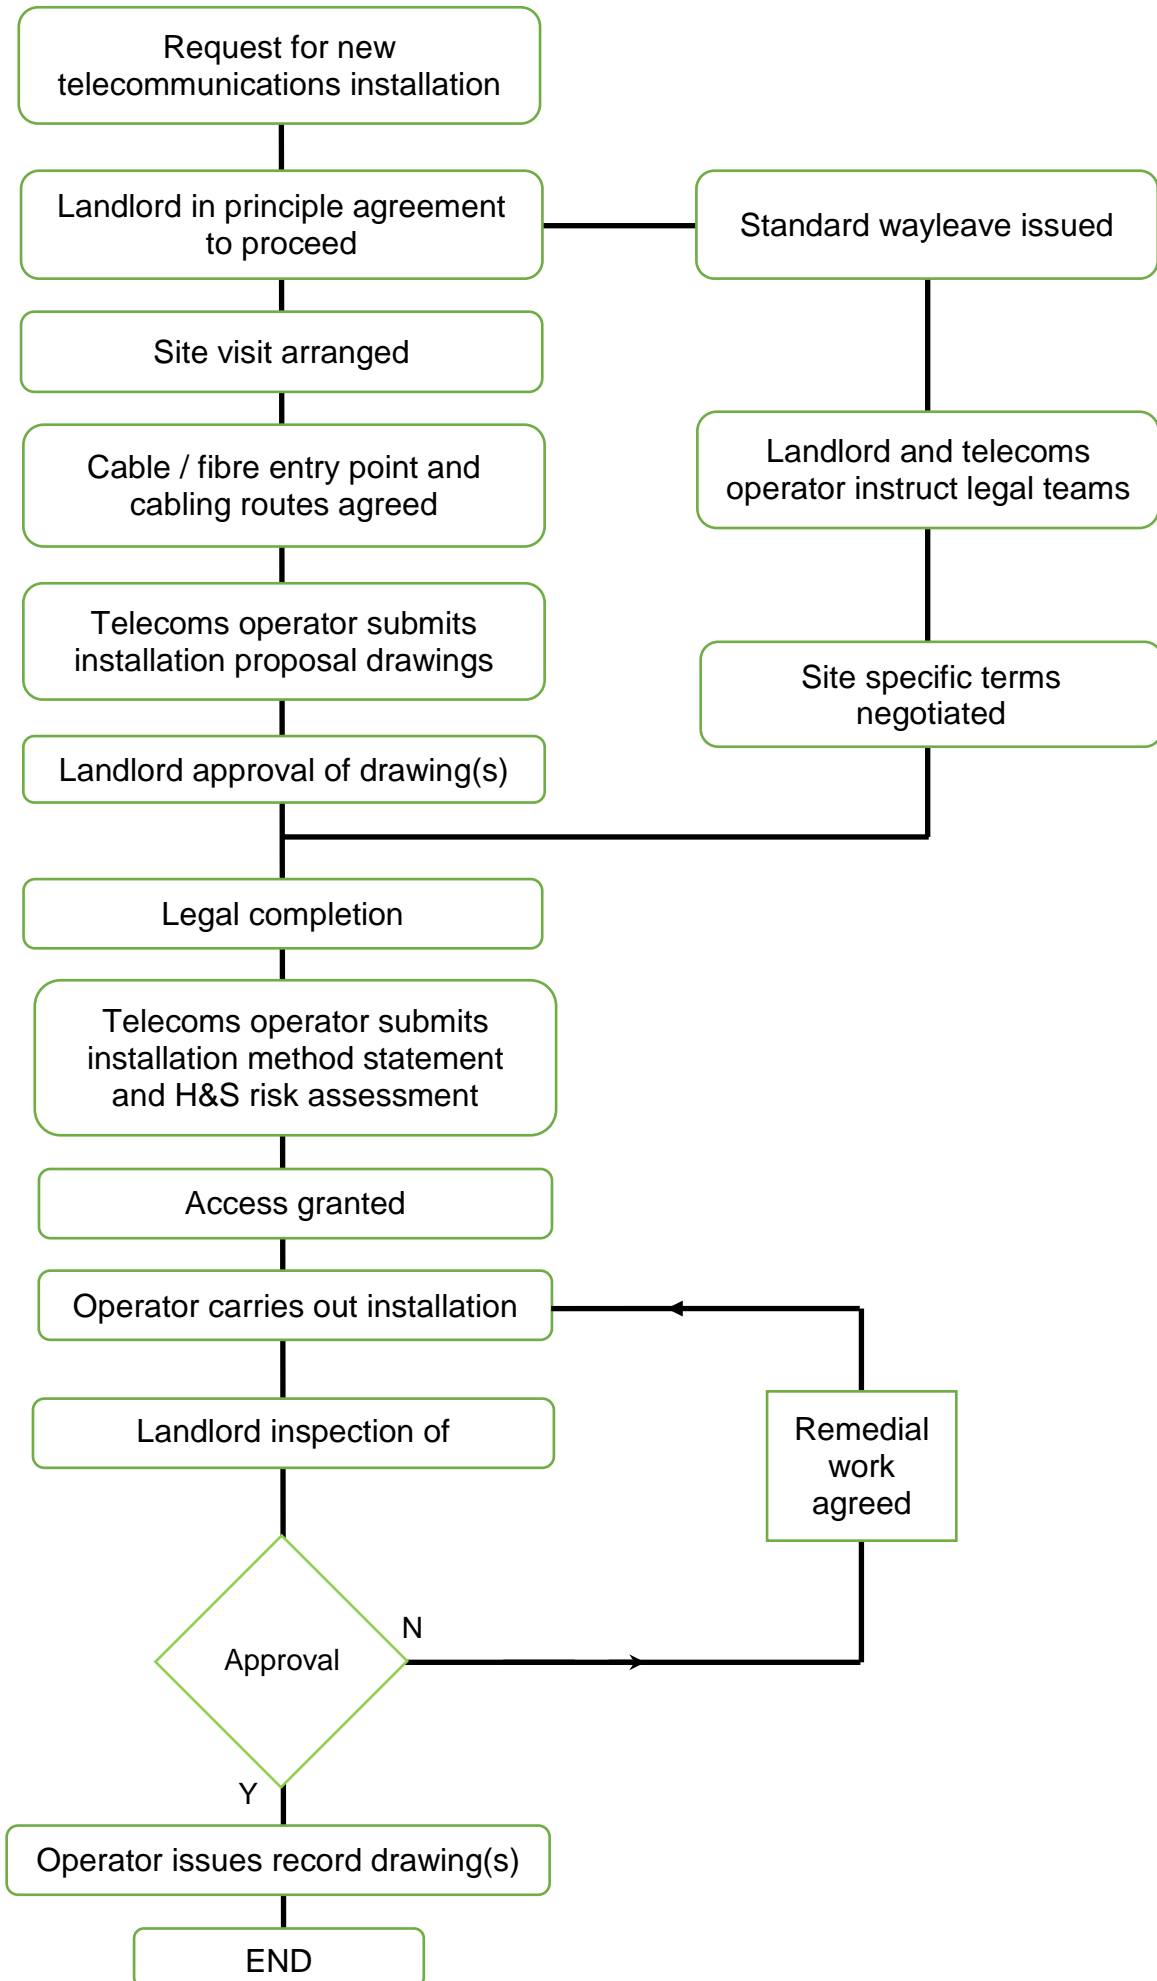 Request for new
telecommunications installation
Landlord in principle agreement
to proceed
Standard wayleave issued
Site visit arranged
Cable / fibre entry point and
cabling routes agreed
Landlord and telecoms
operator instruct legal teams
Telecoms operator submits
installation proposal drawings
Site specific terms
negotiated
Landlord approval of drawing(s)
Legal completion
Telecoms operator submits
installation method statement
and H&S risk assessment
Access granted
Operator carries out installation
Landlord inspection of
Remedial
work
agreed
N
Approval
Y
Operator issues record drawing(s)
END